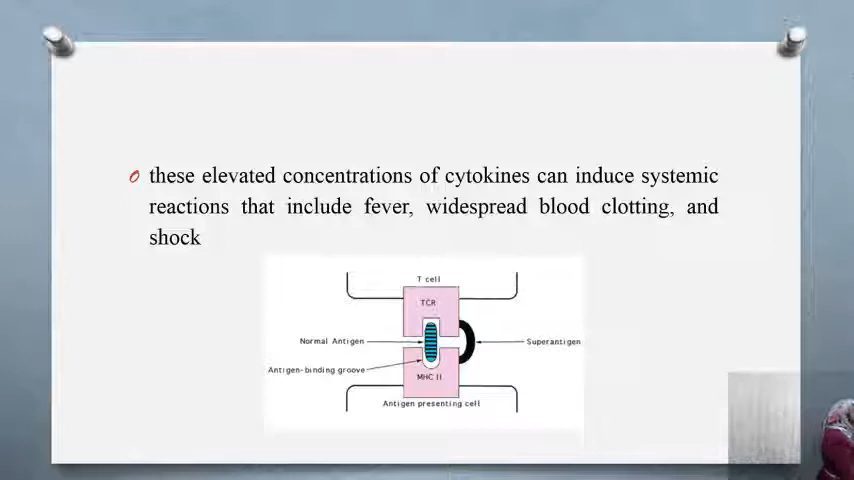 these elevated concentrations of cytokines can induce systemic
reactions that include fever, widespread blood clotting, and
shock
T cell
TCR
Normal Antigen
Superantigen
Antigen-binding groove
MHC II
Antigen presenting cell